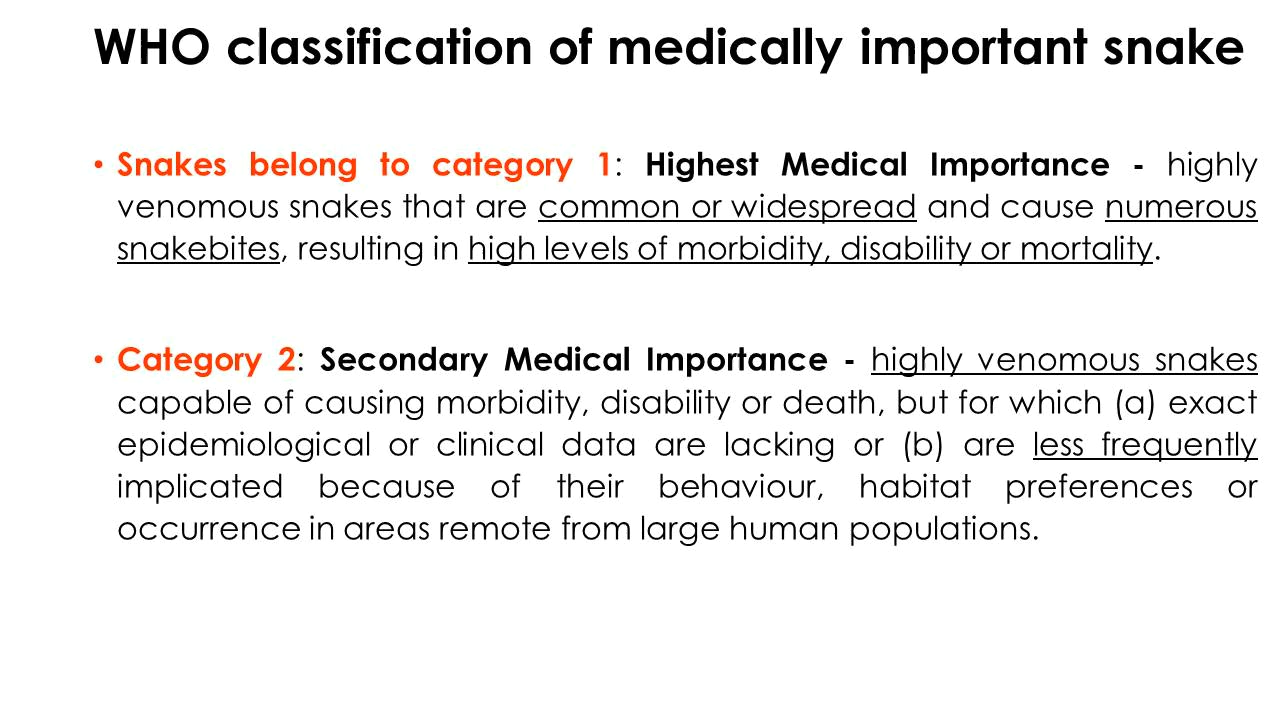 WHO classification of medically important snake
• Snakes belong to category 1: Highest Medical Importance - highly
venomous snakes that are common or widespread and cause numerous
snakebites, resulting in high levels of morbidity, disability or mortality.
• Category 2: Secondary Medical Importance - highly venomous snakes
capable of causing morbidity, disability or death, but for which (a) exact
epidemiological or clinical data are lacking or (b) are less frequently
implicated because of their behaviour, habitat preferences or
occurrence in areas remote from large human populations.